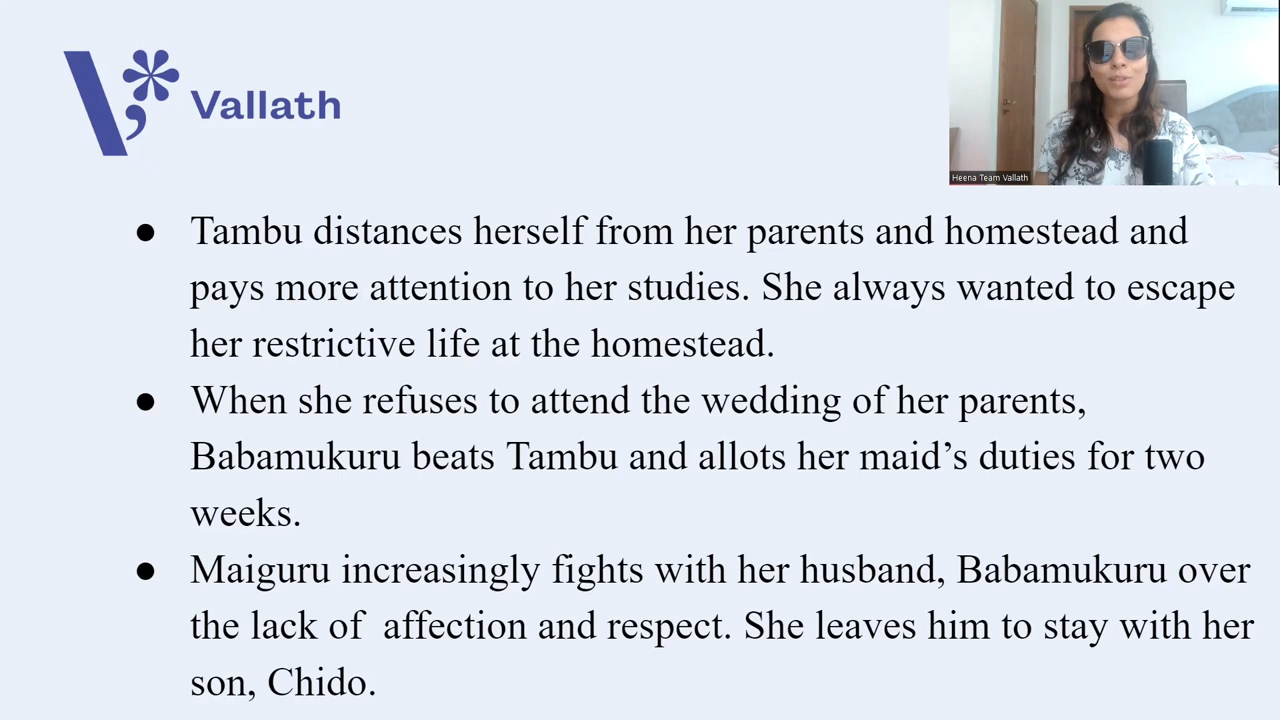 Vallath
Heena Team Vallath
● Tambu distances herself from her parents and homestead and
pays more attention to her studies. She always wanted to escape
her restrictive life at the homestead.
● When she refuses to attend the wedding of her parents,
Babamukuru beats Tambu and allots her maid’s duties for two
weeks.
● Maiguru increasingly fights with her husband, Babamukuru over
the lack of  affection and respect. She leaves him to stay with her
son, Chido.